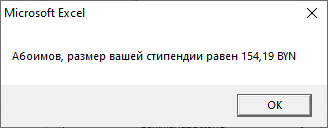 Microsoft Excel
Абоимов, размер вашей стипендии равен 154,19 BYN
OK